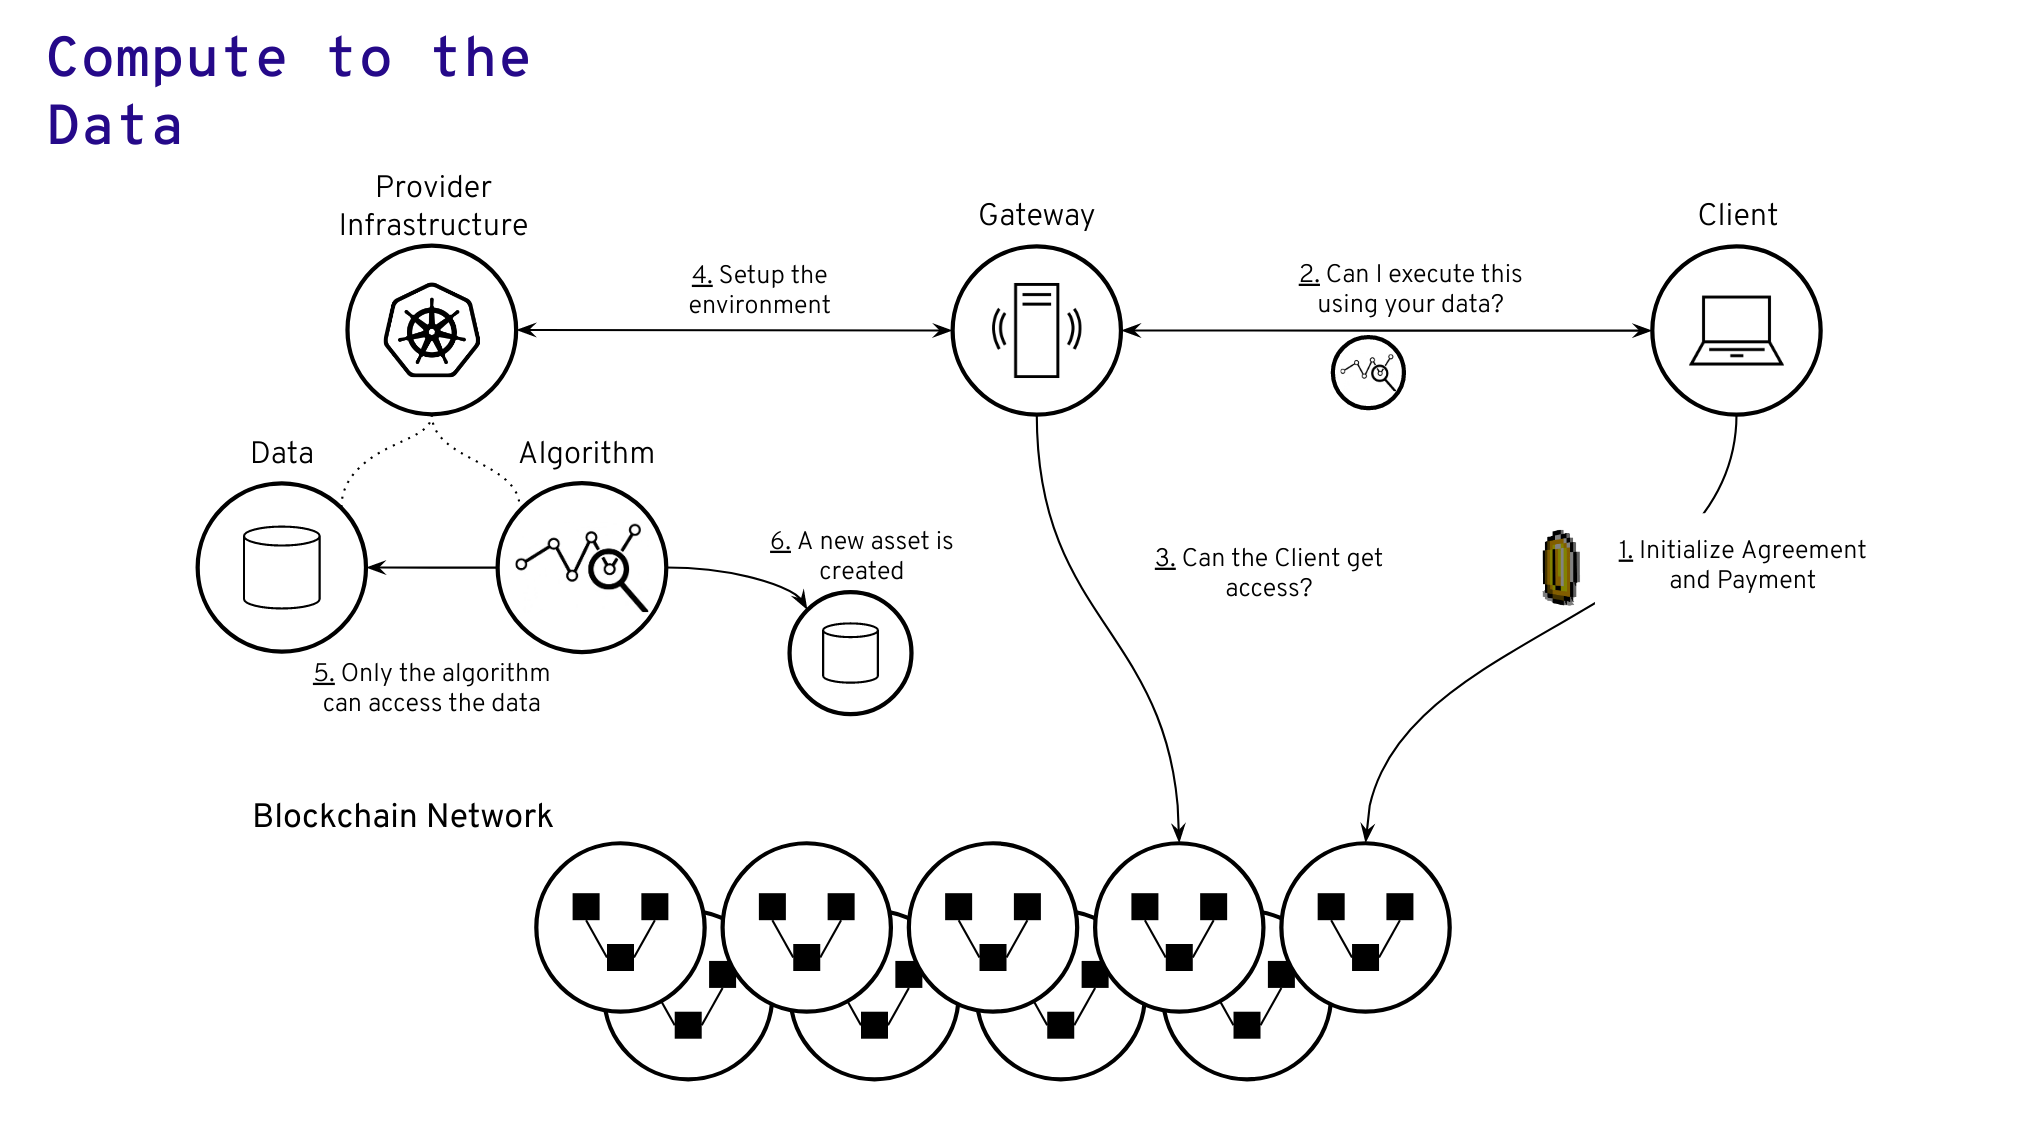 Compute to the
Data
Provider
Infrastructure
Gateway
Client
4. Setup the
environment
2. Can I execute this
using your data?
Data
Algorithm
6. A new asset is
created
3. Can the Client get
access?
1. Initialize Agreement
and Payment
5. Only the algorithm
can access the data
Blockchain Network